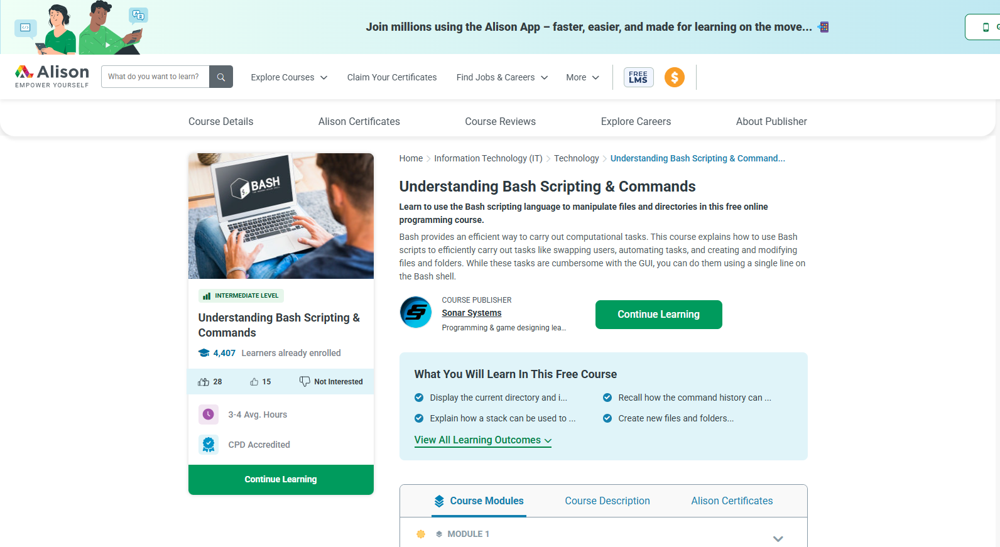 Join millions using the Alison App – faster, easier, and made for learning on the move...
Alison
EMPOWER YOURSELF
What do you want to learn?
Explore Courses
Claim Your Certificates
Find Jobs & Careers
More
FREE
LMS
Course Details
Alison Certificates
Course Reviews
Explore Careers
About Publisher
BASH
INTERMEDIATE LEVEL
Understanding Bash Scripting &
Commands
4,407 Learners already enrolled
28
15
Not Interested
3-4 Avg. Hours
CPD Accredited
Continue Learning
Home > Information Technology (IT) > Technology > Understanding Bash Scripting & Command...
Understanding Bash Scripting & Commands
Learn to use the Bash scripting language to manipulate files and directories in this free online
programming course.
Bash provides an efficient way to carry out computational tasks. This course explains how to use Bash
scripts to efficiently carry out tasks like swapping users, automating tasks, and creating and modifying
files and folders. While these tasks are cumbersome with the GUI, you can do them using a single line on
the Bash shell.
COURSE PUBLISHER
Sonar Systems
Programming & game designing lea...
Continue Learning
What You Will Learn In This Free Course
Display the current directory and i...
Recall how the command history can ...
Explain how a stack can be used to ...
Create new files and folders...
View All Learning Outcomes
Course Modules
Course Description
Alison Certificates
MODULE 1